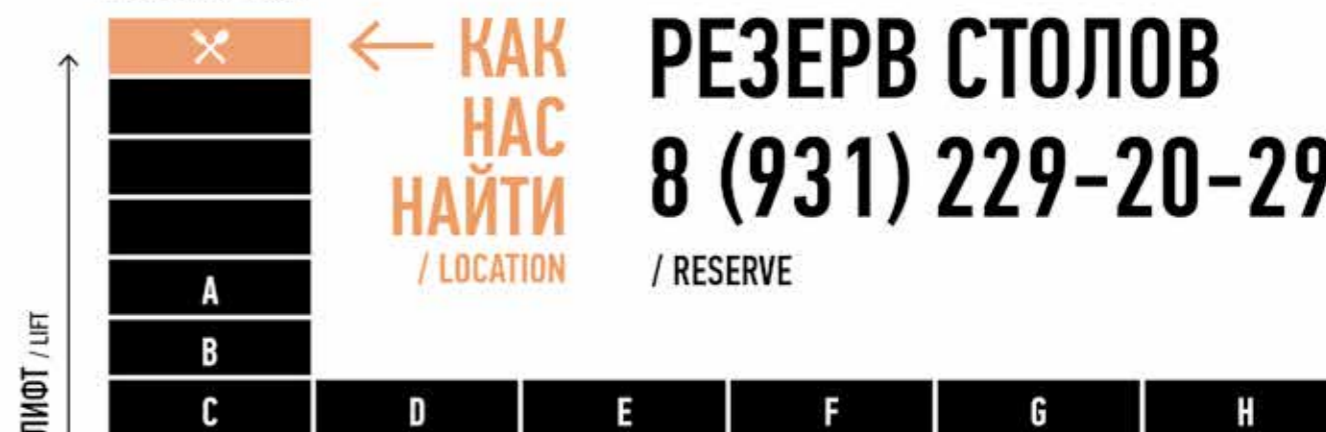 ← КАК
НАС
НАЙТИ
/ LOCATION
РЕЗЕРВ СТОЛОВ
8 (931) 229-20-29
/ RESERVE
ЛИФТ / LIFT
A
B
C D E F G H